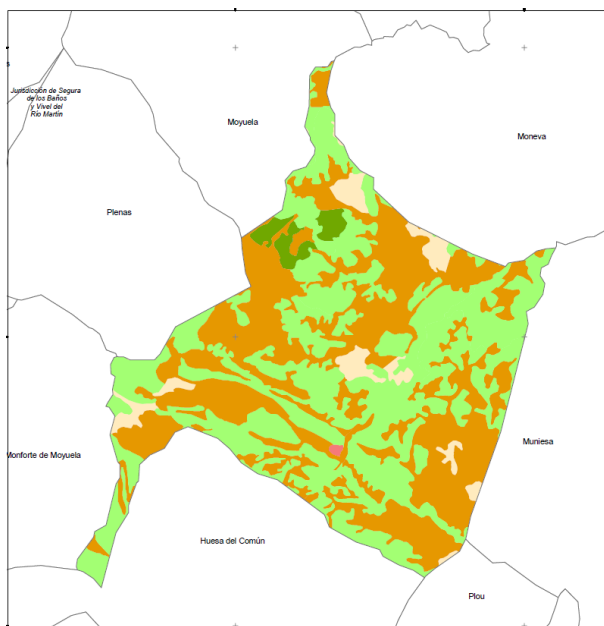 s
Jurisdicción de Segura
de los Baños
y Vivel del
Río Martín
Moyuela
Moneva
Plenas
Monforte de Moyuela
Muniesa
Huesa del Común
Plou